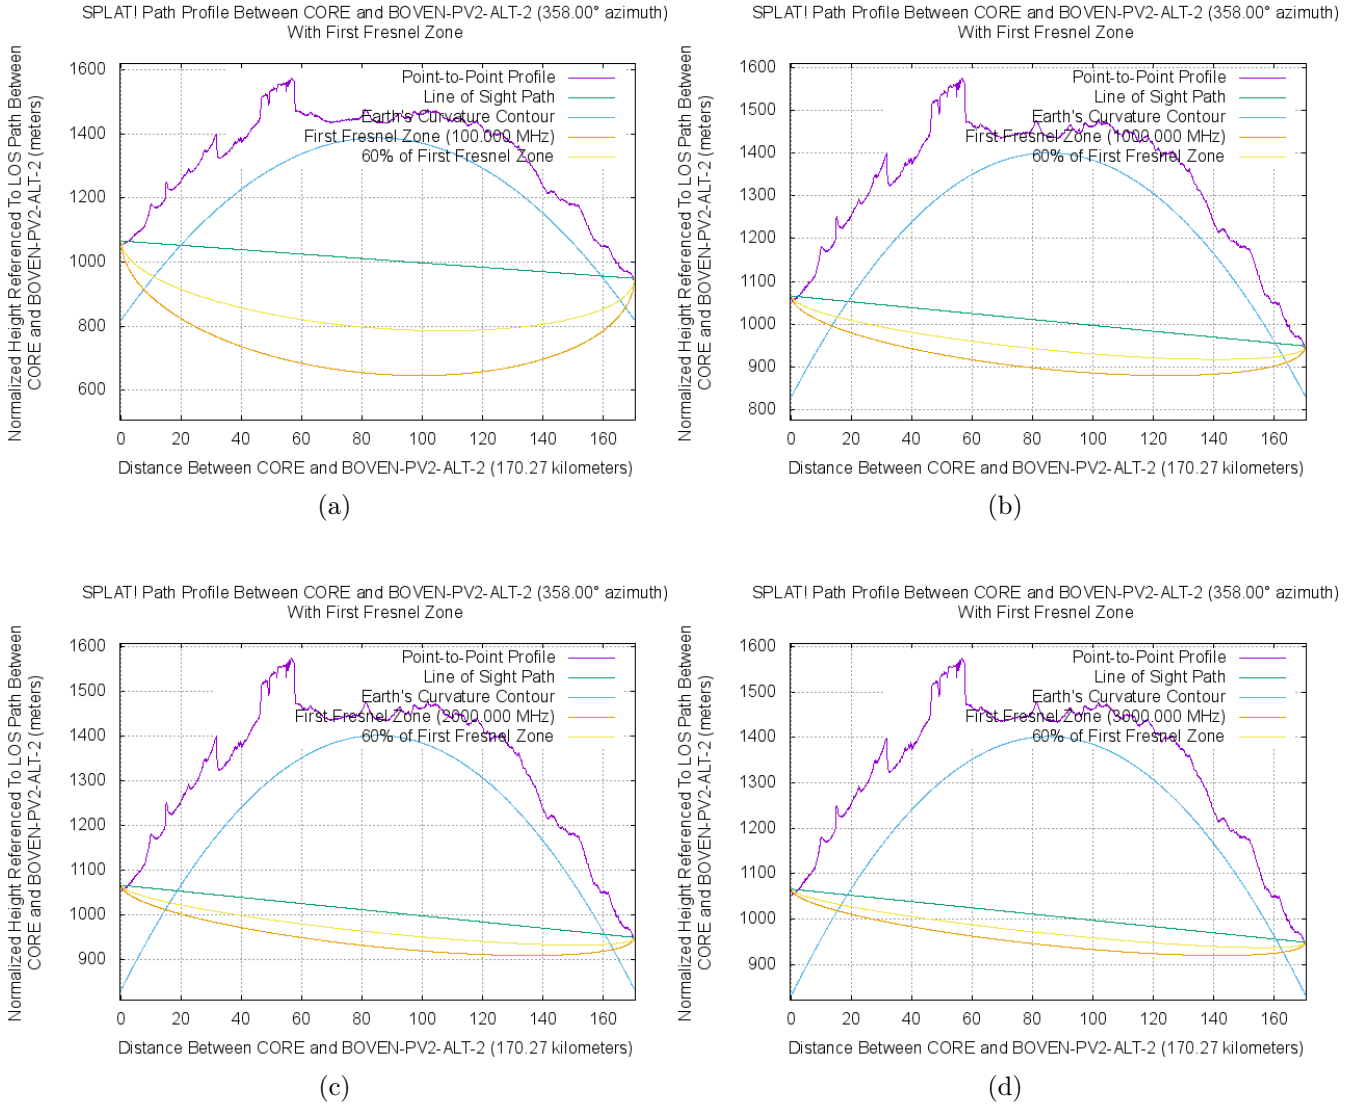 SPLAT! Path Profile Between CORE and BOVEN-PV2-ALT-2 (358.00° azimuth)
With First Fresnel Zone
Normalized Height Referenced To LOS Path Between
CORE and BOVEN-PV2-ALT-2 (meters)
1600
1400
1200
1000
800
600
Point-to-Point Profile
Line of Sight Path
Earth's Curvature Contour
First Fresnel Zone (100.000 MHz)
60% of First Fresnel Zone
0 20 40 60 80 100 120 140 160
Distance Between CORE and BOVEN-PV2-ALT-2 (170.27 kilometers)
(a)
SPLAT! Path Profile Between CORE and BOVEN-PV2-ALT-2 (358.00° azimuth)
With First Fresnel Zone
Normalized Height Referenced To LOS Path Between
CORE and BOVEN-PV2-ALT-2 (meters)
1600
1500
1400
1300
1200
1100
1000
900
800
Point-to-Point Profile
Line of Sight Path
Earth's Curvature Contour
First Fresnel Zone (1000.000 MHz)
60% of First Fresnel Zone
0 20 40 60 80 100 120 140 160
Distance Between CORE and BOVEN-PV2-ALT-2 (170.27 kilometers)
(b)
SPLAT! Path Profile Between CORE and BOVEN-PV2-ALT-2 (358.00° azimuth)
With First Fresnel Zone
Normalized Height Referenced To LOS Path Between
CORE and BOVEN-PV2-ALT-2 (meters)
1600
1500
1400
1300
1200
1100
1000
900
Point-to-Point Profile
Line of Sight Path
Earth's Curvature Contour
First Fresnel Zone (2000.000 MHz)
60% of First Fresnel Zone
0 20 40 60 80 100 120 140 160
Distance Between CORE and BOVEN-PV2-ALT-2 (170.27 kilometers)
(c)
SPLAT! Path Profile Between CORE and BOVEN-PV2-ALT-2 (358.00° azimuth)
With First Fresnel Zone
Normalized Height Referenced To LOS Path Between
CORE and BOVEN-PV2-ALT-2 (meters)
1600
1500
1400
1300
1200
1100
1000
900
Point-to-Point Profile
Line of Sight Path
Earth's Curvature Contour
First Fresnel Zone (3000.000 MHz)
60% of First Fresnel Zone
0 20 40 60 80 100 120 140 160
Distance Between CORE and BOVEN-PV2-ALT-2 (170.27 kilometers)
(d)